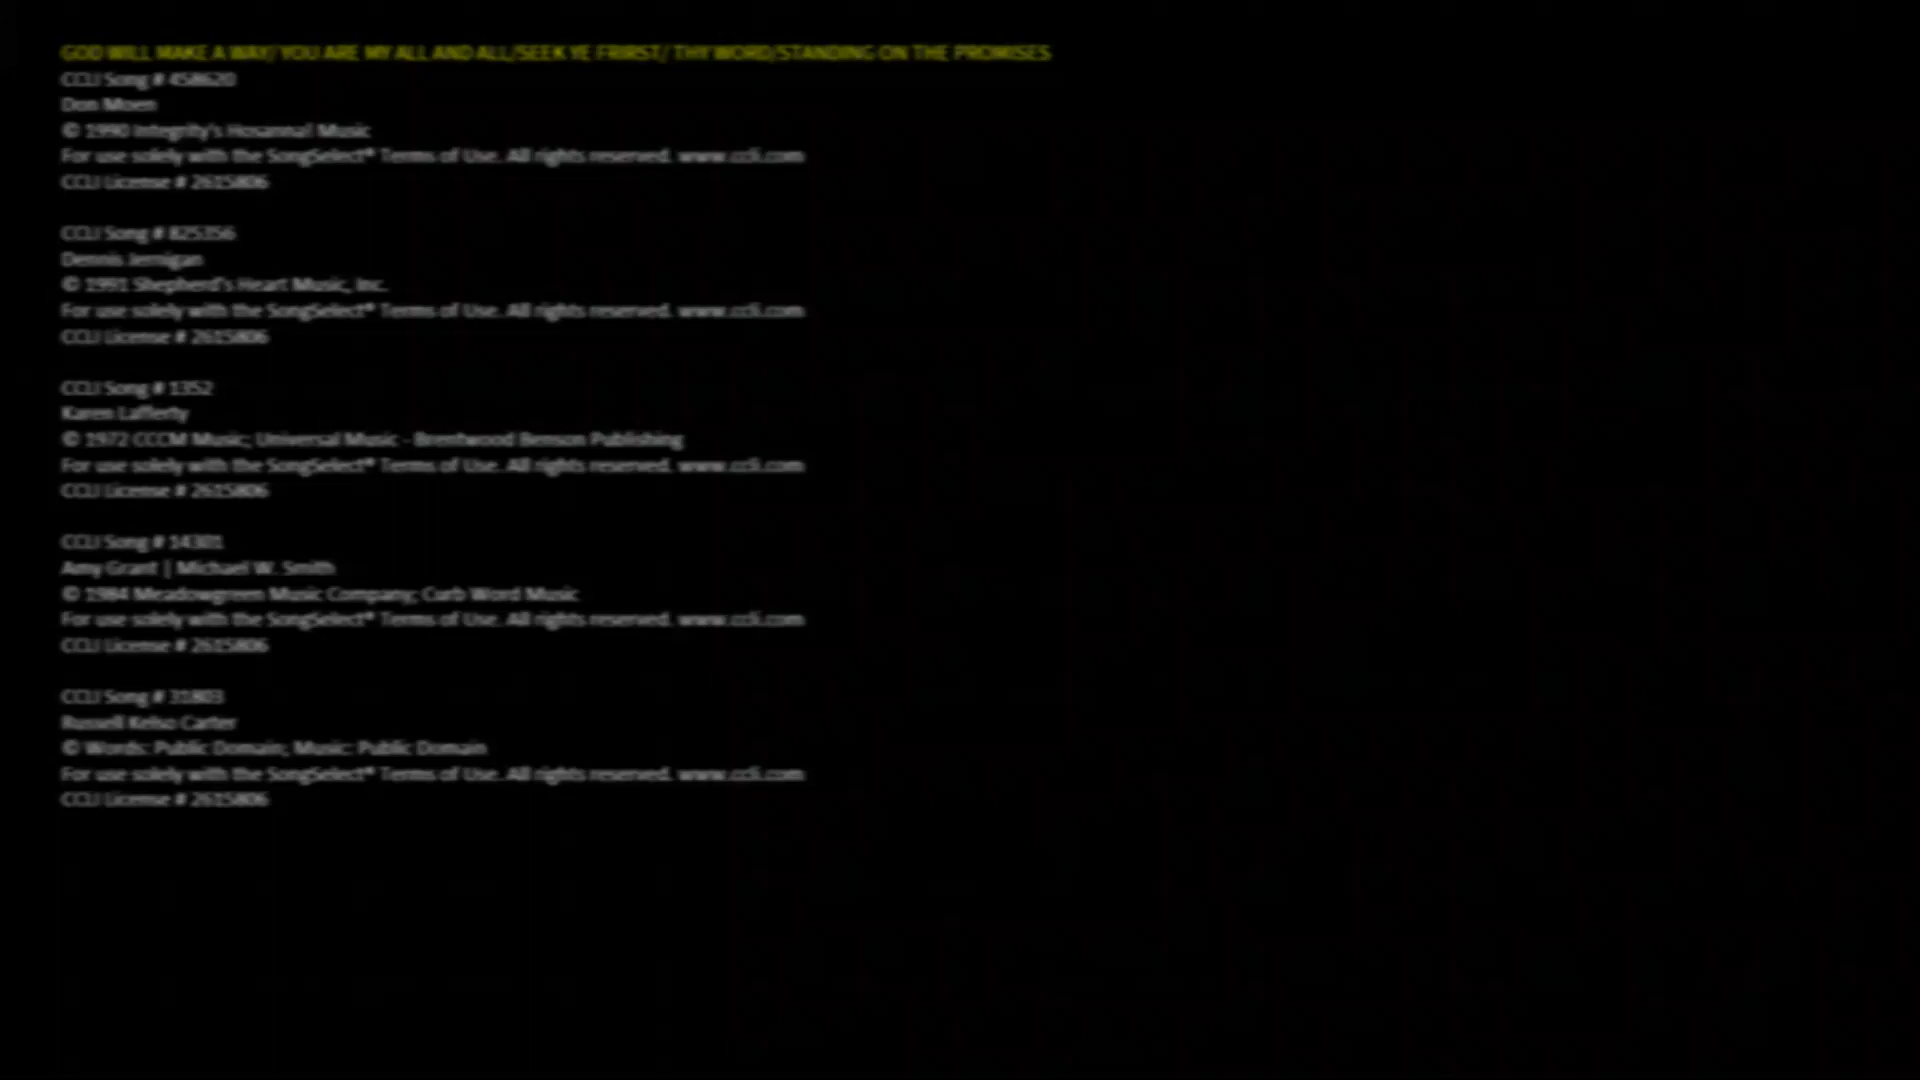 GOD WILL MAKE A WAY/ YOU ARE MY ALL AND ALL/SEEK YE FRIRST/ THY WORD/STANDING ON THE PROMISES
CCLI Song # 458620
Don Moen
© 1990 Integrity's Hosanna! Music
For use solely with the SongSelect® Terms of Use. All rights reserved. www.ccli.com
CCLI License # 2615806
CCLI Song # 825356
Dennis Jernigan
© 1991 Shepherd's Heart Music, Inc.
For use solely with the SongSelect® Terms of Use. All rights reserved. www.ccli.com
CCLI License # 2615806
CCLI Song # 1352
Karen Lafferty
© 1972 CCCM Music; Universal Music - Brentwood Benson Publishing
For use solely with the SongSelect® Terms of Use. All rights reserved. www.ccli.com
CCLI License # 2615806
CCLI Song # 14301
Amy Grant | Michael W. Smith
© 1984 Meadowgreen Music Company; Curb Word Music
For use solely with the SongSelect® Terms of Use. All rights reserved. www.ccli.com
CCLI License # 2615806
CCLI Song # 31803
Russell Kelso Carter
© Words: Public Domain; Music: Public Domain
For use solely with the SongSelect® Terms of Use. All rights reserved. www.ccli.com
CCLI License # 2615806